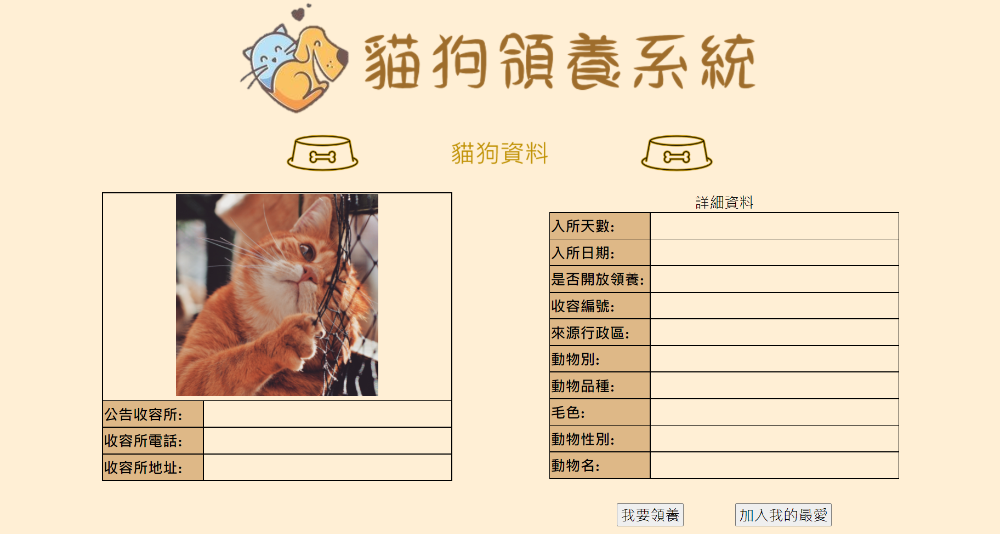 貓狗領養系統
貓狗資料
公告收容所:
收容所電話:
收容所地址:
詳細資料
入所天數:
入所日期:
是否開放領養:
收容編號:
來源行政區:
動物別:
動物品種:
毛色:
動物性別:
動物名:
我要領養
加入我的最愛